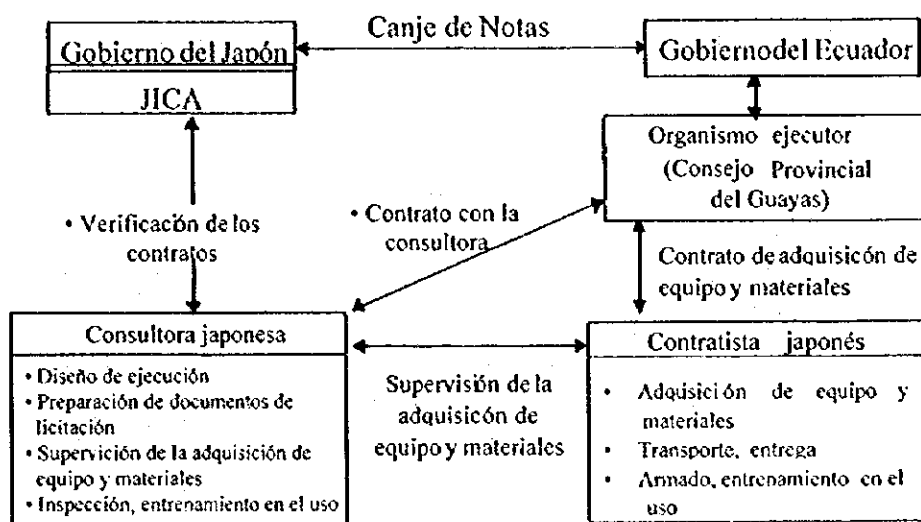 Canje de Notas
Gobierno del Japón
JICA
Gobiernodel Ecuador
Organismo ejecutor
(Consejo Provincial
del Guayas)
• Verificación de los
contratos
• Contrato con la
consultora
Contrato de adquisicón de
equipo y materiales
Consultora japonesa
• Diseño de ejecución
• Preparación de documentos de
licitación
• Supervición de la adquisición de
equipo y materiales
• Inspección, entrenamiento en el uso
Supervisión de la
adquisicón de
equipo y materiales
Contratista japonés
• Adquisición de equipo y
materiales
• Transporte, entrega
• Armado, entrenamiento en el
uso